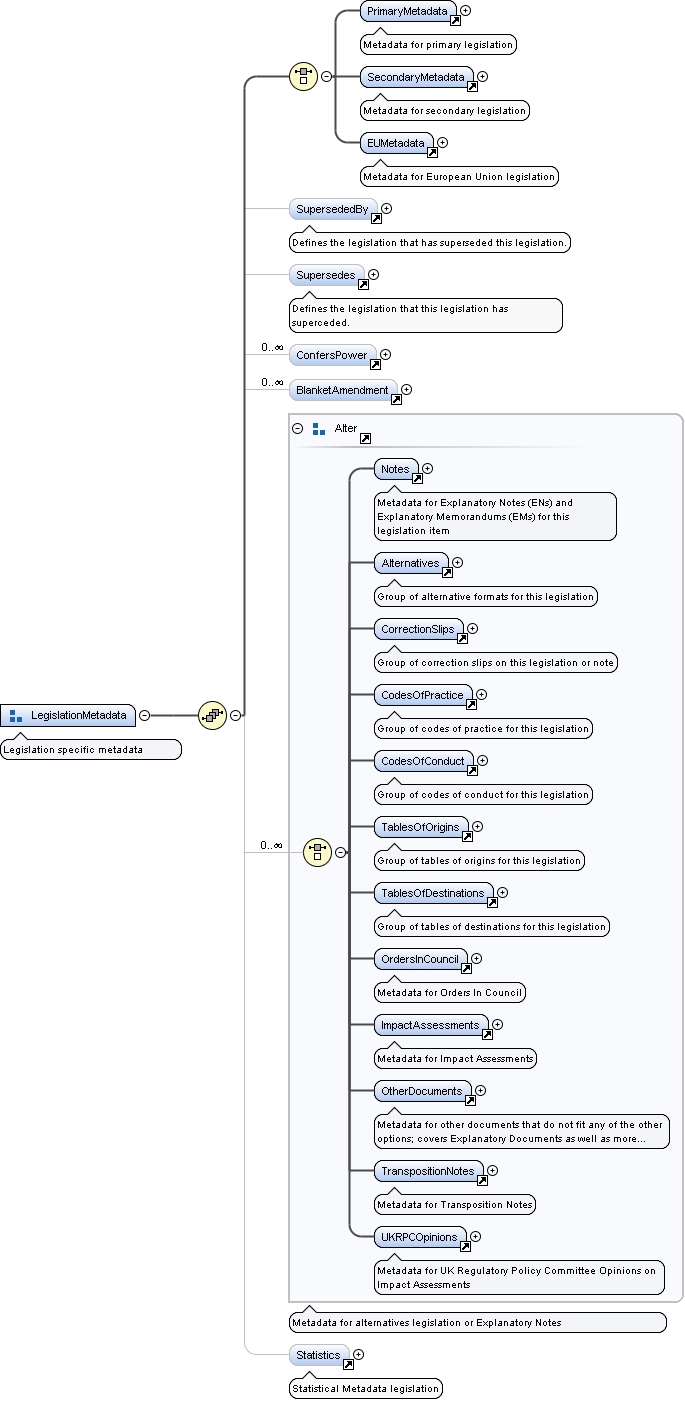 PrimaryMetadata
Metadata for primary legislation
SecondaryMetadata
Metadata for secondary legislation
EUMetadata
Metadata for European Union legislation
SupersededBy
Defines the legislation that has superseded this legislation.
Supersedes
Defines the legislation that this legislation has
superceded.
0..∞
ConfersPower
0..∞
BlanketAmendment
Alter
Notes
Metadata for Explanatory Notes (ENs) and
Explanatory Memorandums (EMs) for this
legislation item
Alternatives
Group of alternative formats for this legislation
CorrectionSlips
Group of correction slips on this legislation or note
CodesOfPractice
Group of codes of practice for this legislation
LegislationMetadata
Legislation specific metadata
CodesOfConduct
Group of codes of conduct for this legislation
TablesOfOrigins
0..∞
Group of tables of origins for this legislation
TablesOfDestinations
Group of tables of destinations for this legislation
OrdersInCouncil
Metadata for Orders In Council
ImpactAssessments
Metadata for Impact Assessments
OtherDocuments
Metadata for other documents that do not fit any of the other
options; covers Explanatory Documents as well as more...
TranspositionNotes
Metadata for Transposition Notes
UKRPCOpinions
Metadata for UK Regulatory Policy Committee Opinions on
Impact Assessments
Metadata for alternatives legislation or Explanatory Notes
Statistics
Statistical Metadata legislation